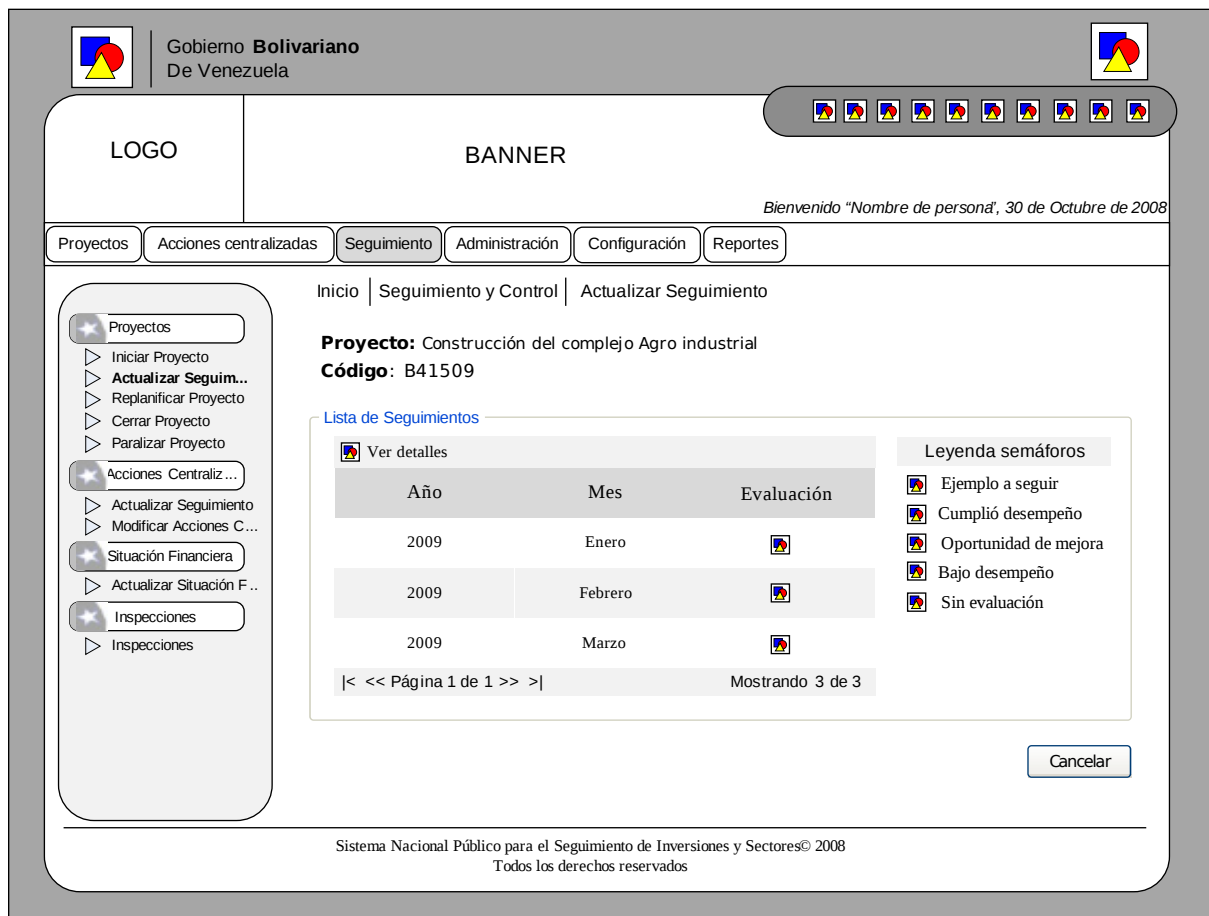 Gobierno Bolivariano
De Venezuela
LOGO
BANNER
Bienvenido “Nombre de persona”, 30 de Octubre de 2008
Proyectos
Acciones centralizadas
Seguimiento
Administración
Configuración
Reportes
Inicio | Seguimiento y Control | Actualizar Seguimiento
Proyectos
Iniciar Proyecto
Actualizar Seguim...
Replanificar Proyecto
Cerrar Proyecto
Paralizar Proyecto
Acciones Centraliz...
Actualizar Seguimiento
Modificar Acciones C...
Situación Financiera
Actualizar Situación F..
Inspecciones
Inspecciones
Proyecto: Construcción del complejo Agro industrial
Código: B41509
Lista de Seguimientos
Ver detalles
Año Mes Evaluación
2009 Enero
2009 Febrero
2009 Marzo
|< << Página 1 de 1 >> >| Mostrando 3 de 3
Leyenda semáforos
Ejemplo a seguir
Cumplió desempeño
Oportunidad de mejora
Bajo desempeño
Sin evaluación
Cancelar
Sistema Nacional Público para el Seguimiento de Inversiones y Sectores© 2008
Todos los derechos reservados